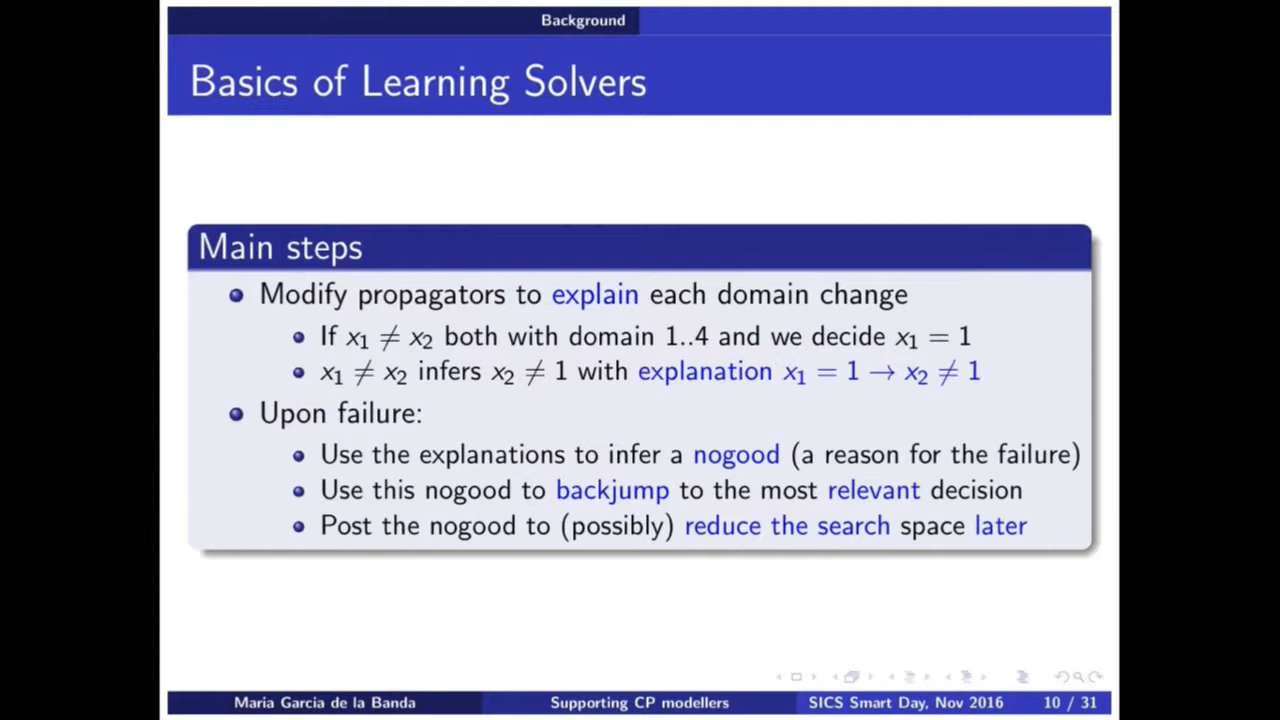 Background
Basics of Learning Solvers
Main steps
Modify propagators to explain each domain change
If x₁ ≠ x₂ both with domain 1..4 and we decide x₁ = 1
x₁ ≠ x₂ infers x₂ ≠ 1 with explanation x₁ = 1 → x₂ ≠ 1
Upon failure:
Use the explanations to infer a nogood (a reason for the failure)
Use this nogood to backjump to the most relevant decision
Post the nogood to (possibly) reduce the search space later
Maria Garcia de la Banda Supporting CP modellers SICS Smart Day, Nov 2016 10 / 31